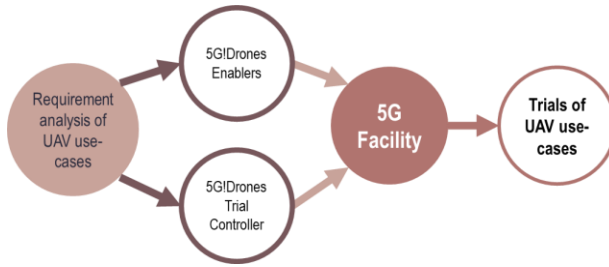 Requirement
analysis of
UAV use-
cases
5G!Drones
Enablers
5G!Drones
Trial
Controller
5G
Facility
Trials of
UAV use-
cases